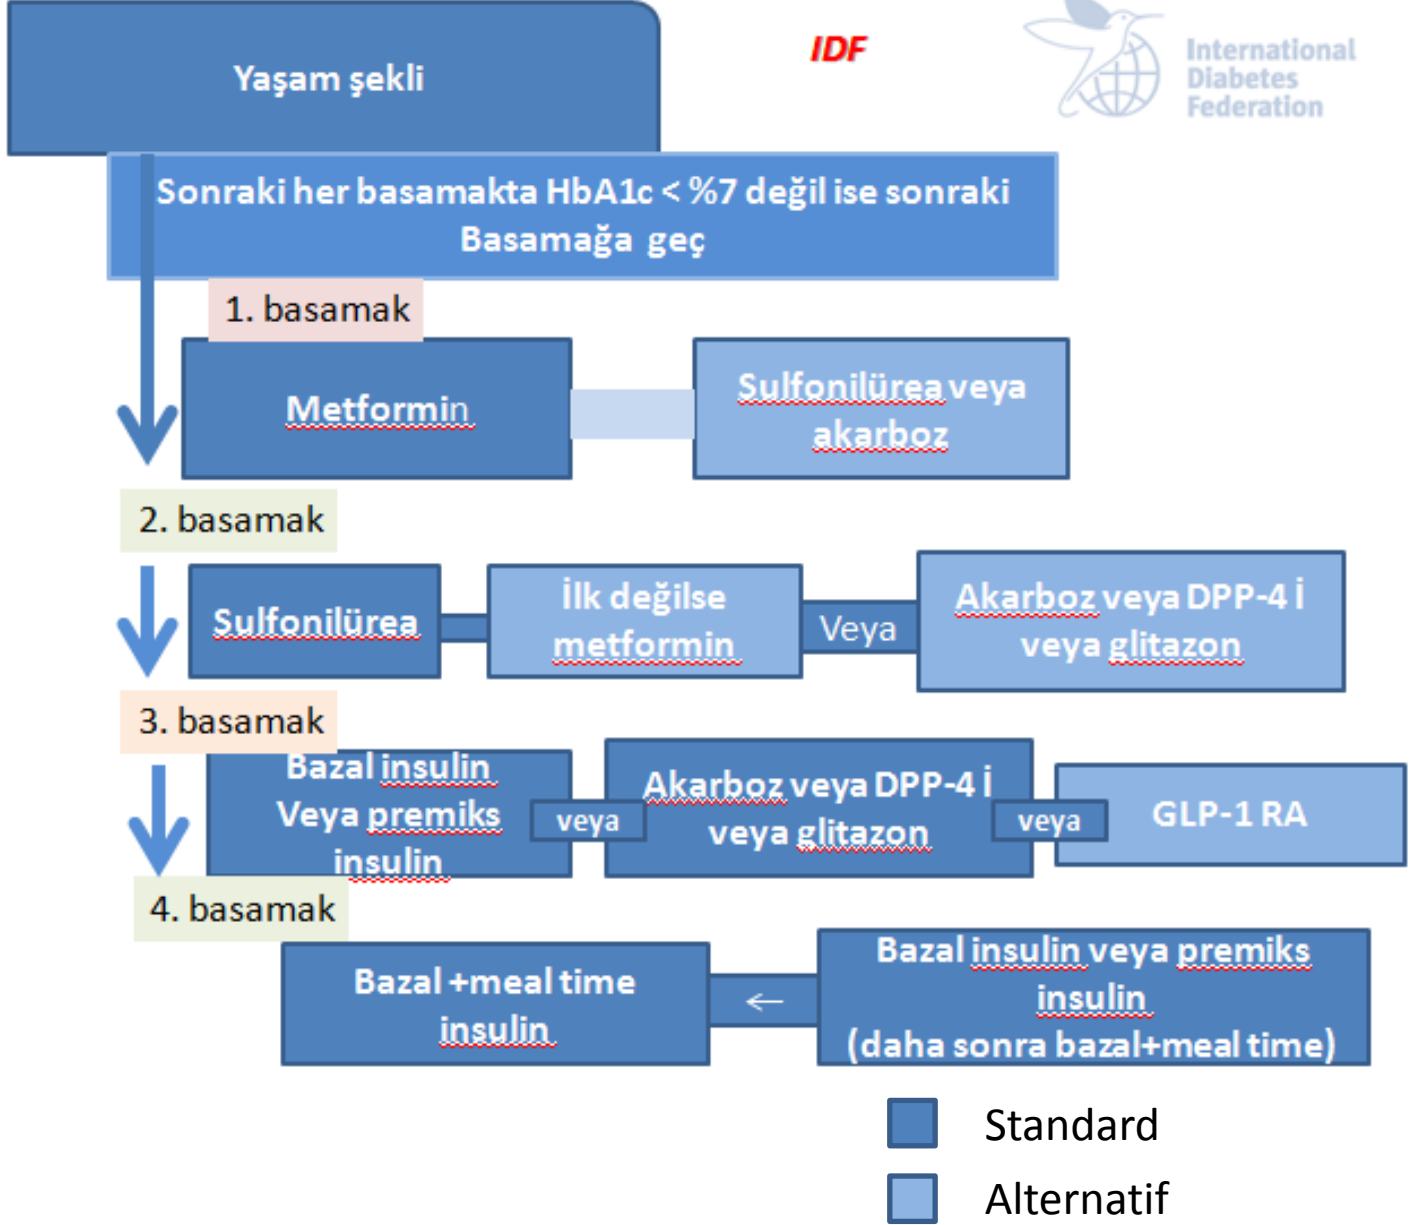 Yaşam şekli
IDF
International
Diabetes
Federation
Sonraki her basamakta HbA1c < %7 değil ise sonraki
Basamağa geç
1. basamak
Metformin
Sulfonilürea veya
akarboz
2. basamak
Sulfonilürea
İlk değilse
metformin
Veya
Akarboz veya DPP-4 İ
veya glitazon
3. basamak
Bazal insulin
Veya premiks
insulin
veya
Akarboz veya DPP-4 İ
veya glitazon
veya
GLP-1 RA
4. basamak
Bazal +meal time
insulin
←
Bazal insulin veya premiks
insulin
(daha sonra bazal+meal time)
Standard
Alternatif